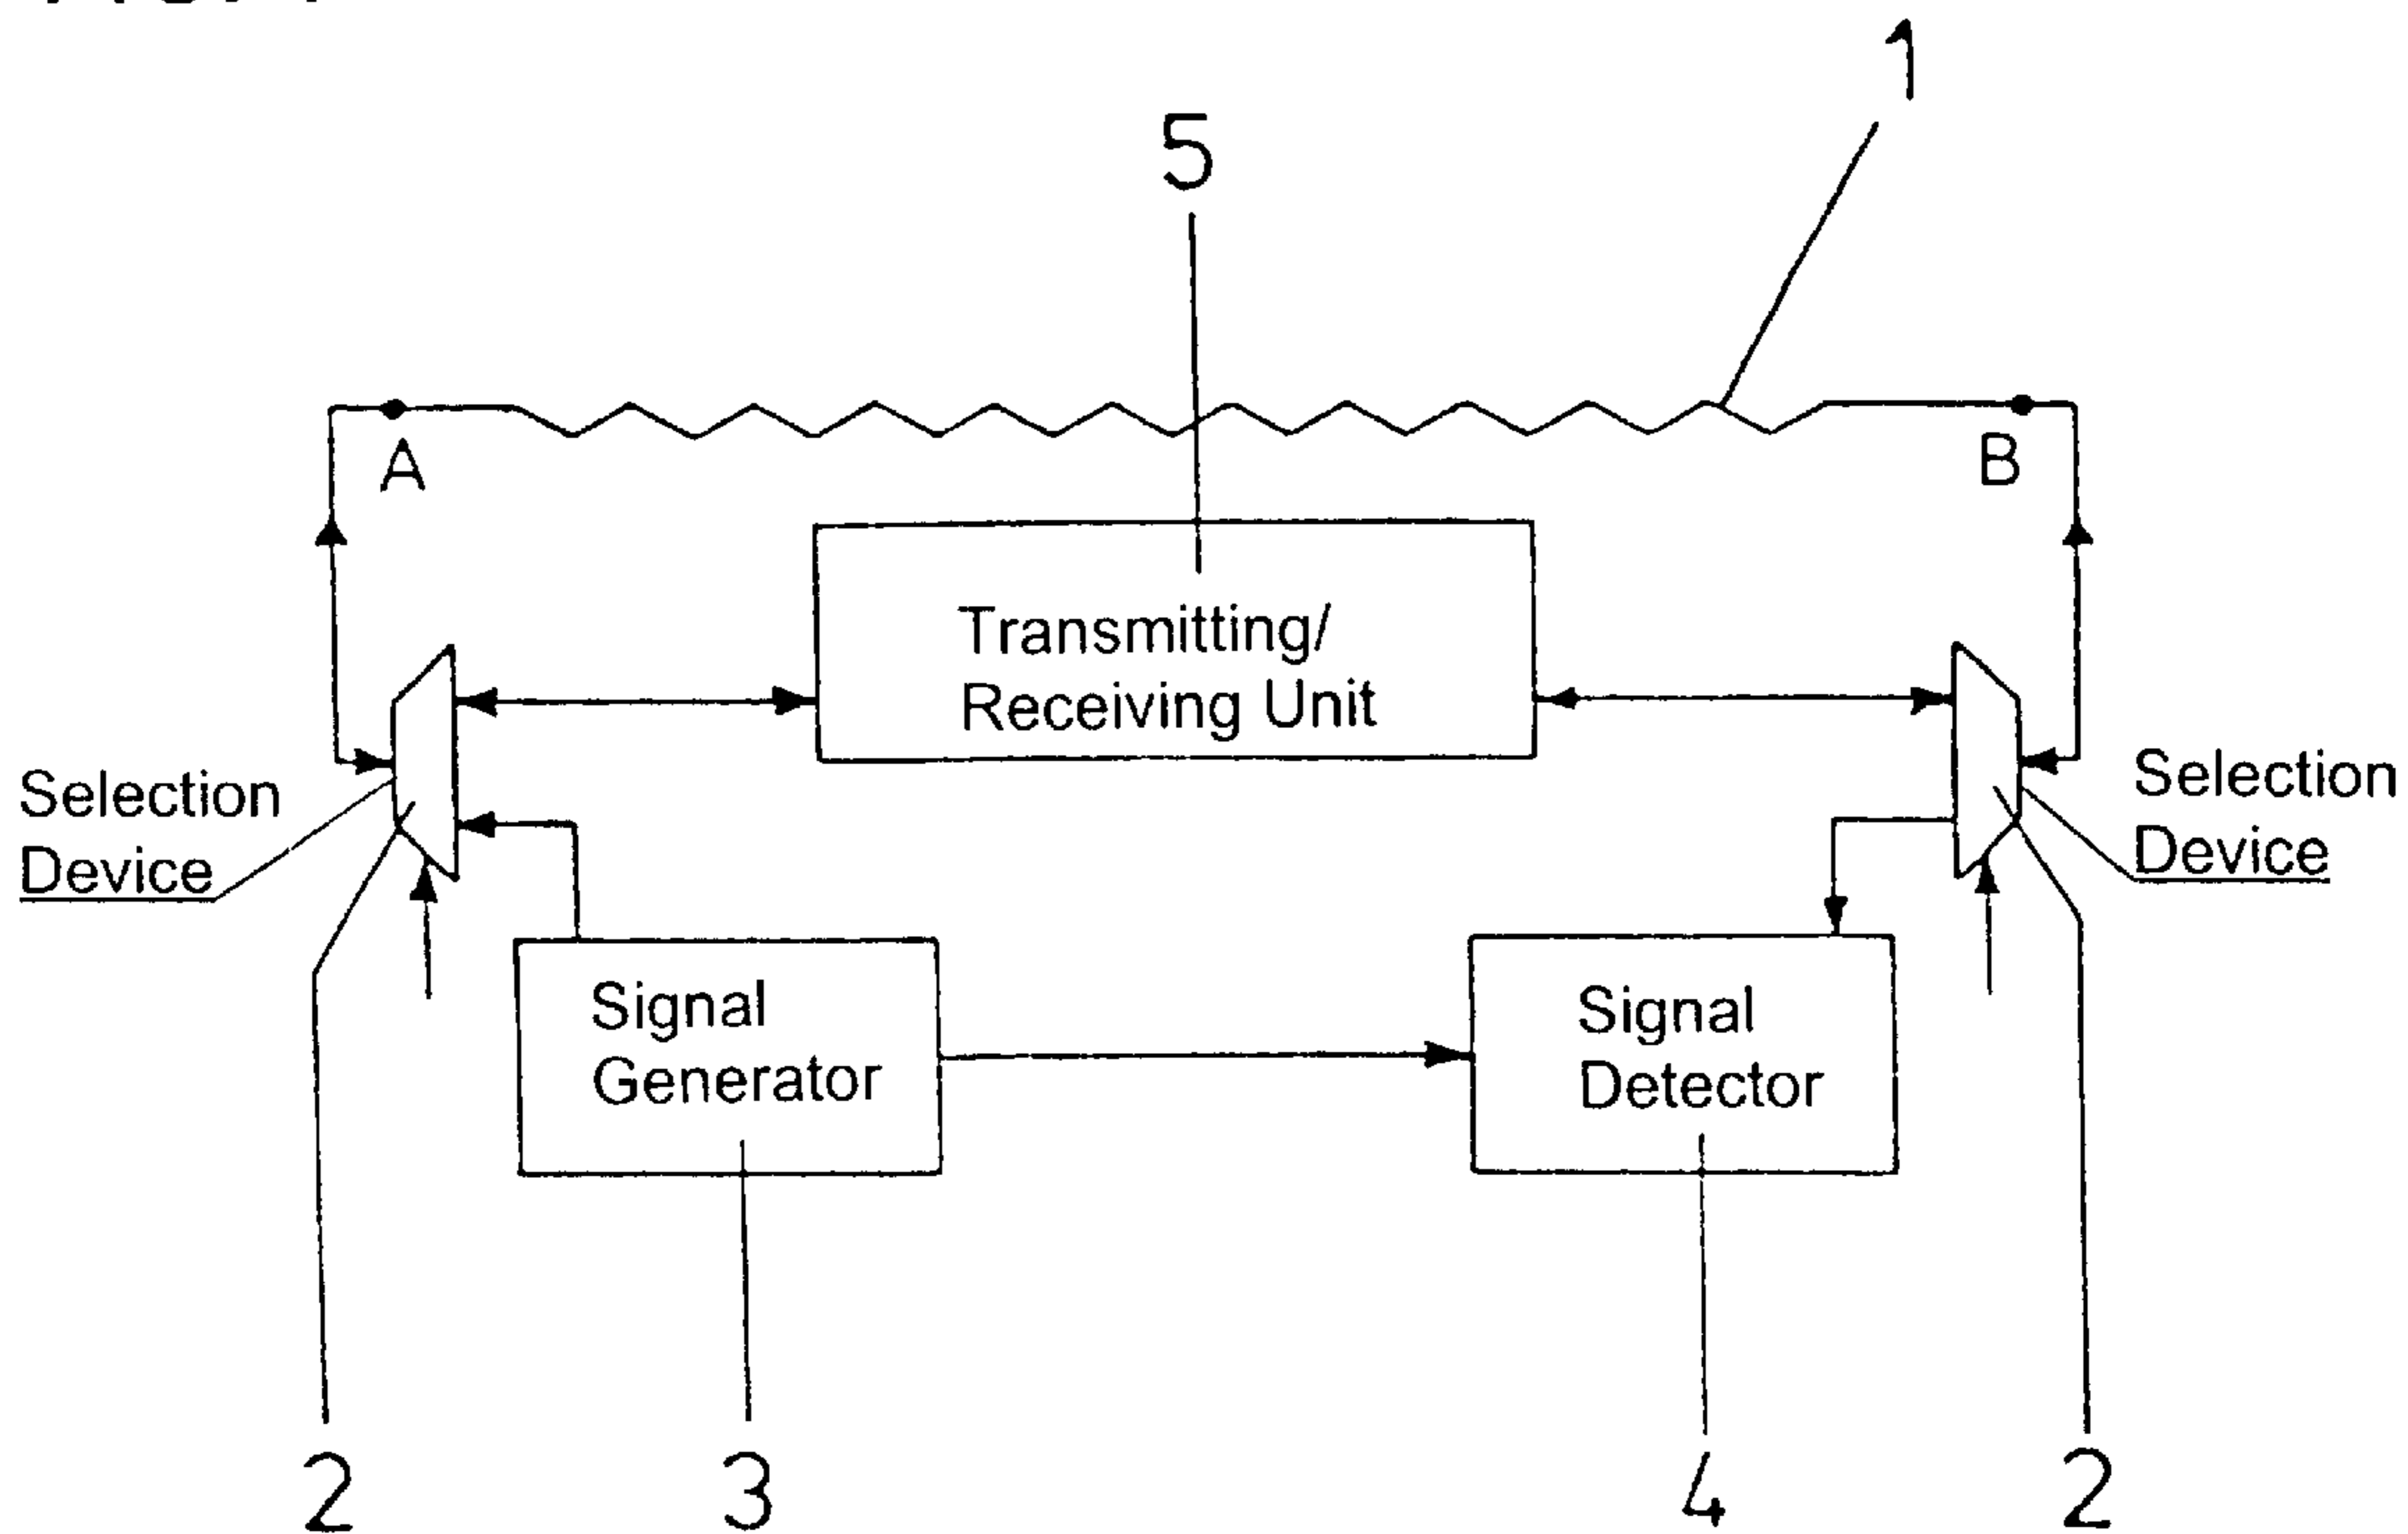 1
5
A
B
Transmitting/
Receiving Unit
Selection
Device
Selection
Device
Signal
Generator
Signal
Detector
2
3
4
2